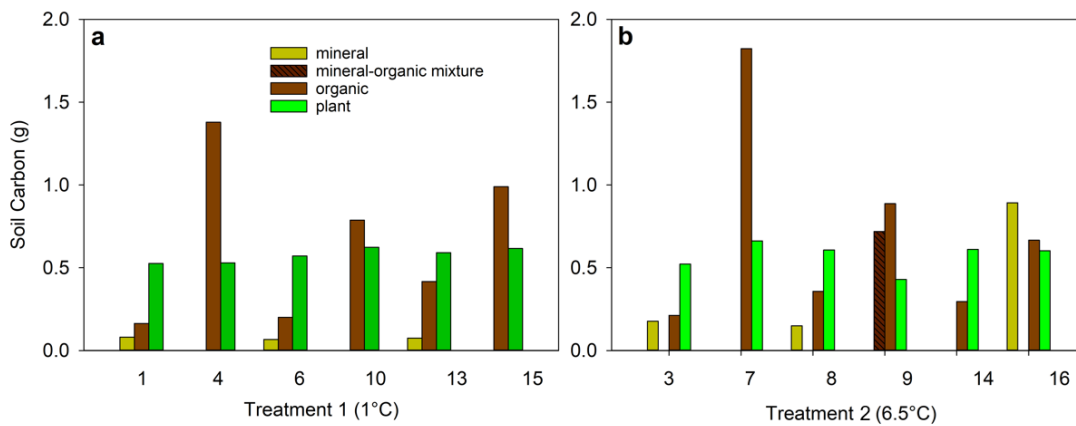 a
mineral
mineral-organic mixture
organic
plant
2.0
1.5
1.0
0.5
0.0
Soil Carbon (g)
1 4 6 10 13 15
Treatment 1 (1°C)
b
2.0
1.5
1.0
0.5
0.0
3 7 8 9 14 16
Treatment 2 (6.5°C)